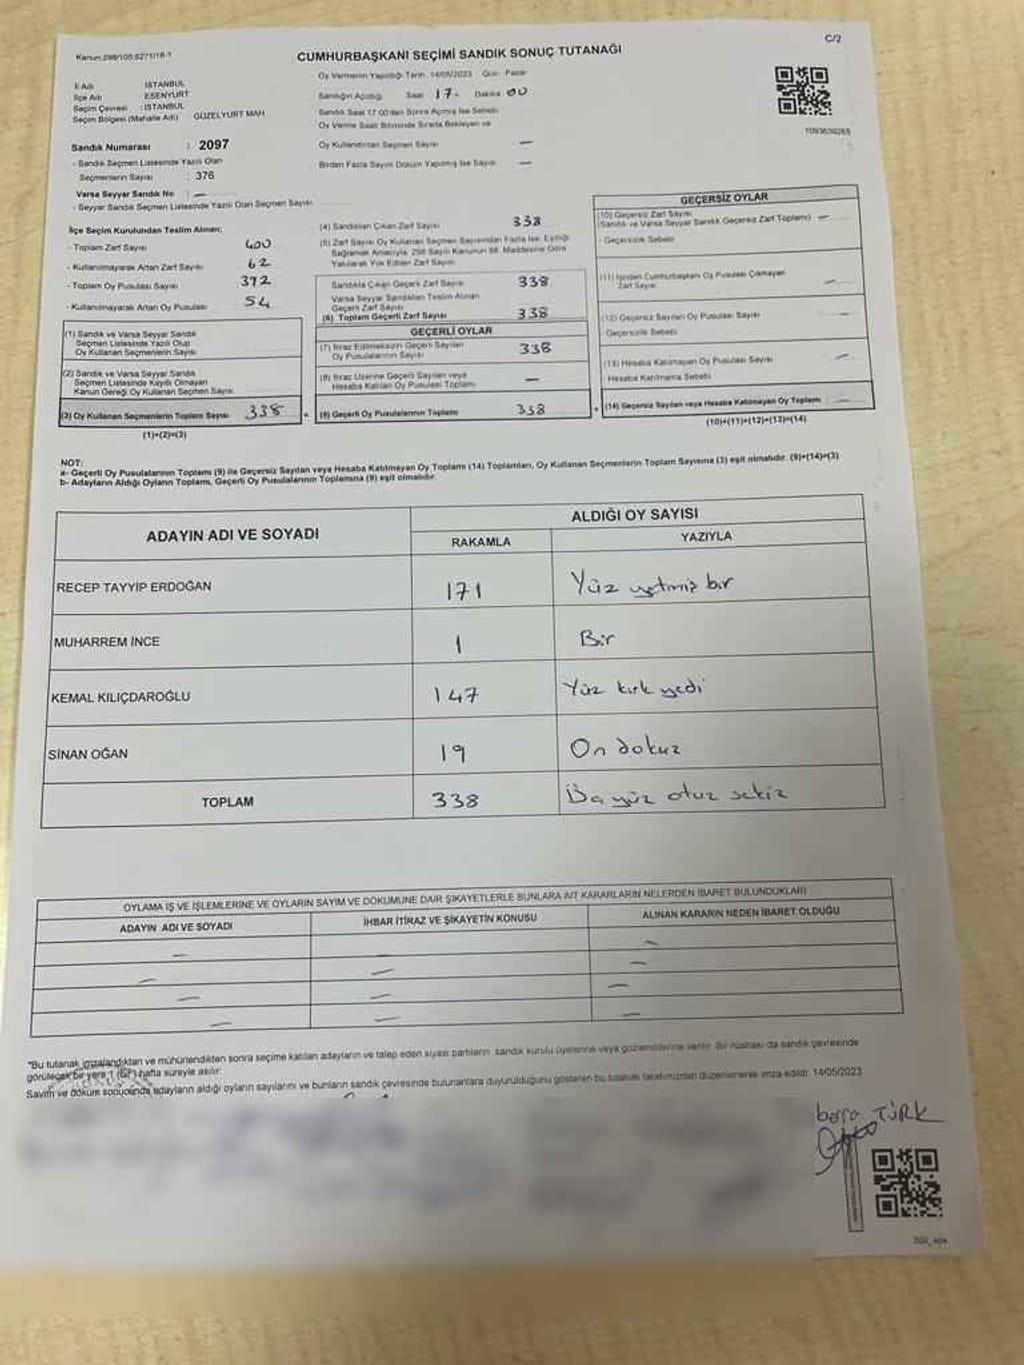 Kanun:298/105,6271/18-1
CUMHURBAŞKANI SEÇİMİ SANDIK SONUÇ TUTANAĞI
C/2
İl Adı : İSTANBUL
İlçe Adı : ESENYURT
Seçim Çevresi : İSTANBUL
Seçim Bölgesi (Mahalle Adı) : GÜZELYURT MAH
Sandık Numarası : 2097
- Sandık Seçmen Listesinde Yazılı Olan
Seçmenlerin Sayısı : 376
Varsa Seyyar Sandık No : —
- Seyyar Sandık Seçmen Listesinde Yazılı Olan Seçmen Sayısı:
Oy Vermenin Yapıldığı Tarih: 14/05/2023 Gün: Pazar
Sandığın Açıldığı Saat: 17- Dakika: 00
Sandık Saat 17.00'den Sonra Açılmış İse Sebebi
Oy Verme Saati Bitiminde Sırada Bekleyen ve
Oy Kullandırılan Seçmen Sayısı —
Birden Fazla Sayım Döküm Yapılmış İse Sayısı —
İlçe Seçim Kurulundan Teslim Alınan;
- Toplam Zarf Sayısı : 400
- Kullanılmayarak Artan Zarf Sayısı : 62
- Toplam Oy Pusulası Sayısı : 392
- Kullanılmayarak Artan Oy Pusulası : 54
(1) Sandık ve Varsa Seyyar Sandık
Seçmen Listesinde Yazılı Olup
Oy Kullanan Seçmenlerin Sayısı
(2) Sandık ve Varsa Seyyar Sandık
Seçmen Listesinde Kayıtlı Olmayan
Kanun Gereği Oy Kullanan Seçmen Sayısı
(3) Oy Kullanan Seçmenlerin Toplam Sayısı 338
(1)+(2)=(3)
(4) Sandıktan Çıkan Zarf Sayısı 338
(5) Zarf Sayısı Oy Kullanan Seçmen Sayısından Fazla İse, Eşitliği
Sağlamak Amacıyla, 298 Sayılı Kanunun 98. Maddesine Göre
Yakılarak Yok Edilen Zarf Sayısı
Sandıkta Çıkan Geçerli Zarf Sayısı 338
Varsa Seyyar Sandıktan Teslim Alınan
Geçerli Zarf Sayısı
(6) Toplam Geçerli Zarf Sayısı 338
GEÇERLİ OYLAR
(7) İtiraz Edilmeksizin Geçerli Sayılan
Oy Pusulalarının Sayısı 338
(8) İtiraz Üzerine Geçerli Sayılan veya
Hesaba Katılan Oy Pusulası Toplamı —
(9) Geçerli Oy Pusulalarının Toplamı 338
GEÇERSİZ OYLAR
(10) Geçersiz Zarf Sayısı
(Sandık ve Varsa Seyyar Sandık Geçersiz Zarf Toplamı) —
- Geçersizlik Sebebi
(11) İçinden Cumhurbaşkanı Oy Pusulası Çıkmayan
Zarf Sayısı —
(12) Geçersiz Sayılan Oy Pusulası Sayısı —
Geçersizlik Sebebi
(13) Hesaba Katılmayan Oy Pusulası Sayısı —
Hesaba Katılmama Sebebi
(14) Geçersiz Sayılan veya Hesaba Katılmayan Oy Toplamı —
(10)+(11)+(12)+(13)=(14)
NOT:
a- Geçerli Oy Pusulalarının Toplamı (9) ile Geçersiz Sayılan veya Hesaba Katılmayan Oy Toplamı (14) Toplamları, Oy Kullanan Seçmenlerin Toplam Sayısına (3) eşit olmalıdır. (9)+(14)=(3)
b- Adayların Aldığı Oyların Toplamı, Geçerli Oy Pusulalarının Toplamına (9) eşit olmalıdır.
ADAYIN ADI VE SOYADI
ALDIĞI OY SAYISI
RAKAMLA YAZIYLA
RECEP TAYYİP ERDOĞAN 171 Yüz yetmiş bir
MUHARREM İNCE 1 Bir
KEMAL KILIÇDAROĞLU 147 Yüz kırk yedi
SİNAN OĞAN 19 On dokuz
TOPLAM 338 Üç yüz otuz sekiz
OYLAMA İŞ VE İŞLEMLERİNE VE OYLARIN SAYIM VE DÖKÜMÜNE DAİR ŞİKAYETLERLE BUNLARA AİT KARARLARIN NELERDEN İBARET BULUNDUKLARI
ADAYIN ADI VE SOYADI İHBAR İTİRAZ VE ŞİKAYETİN KONUSU ALINAN KARARIN NEDEN İBARET OLDUĞU
*Bu tutanak imzalandıktan ve mühürlendikten sonra seçime katılan adayların ve talep eden siyasi partilerin, sandık kurulu üyelerine veya gözlemcilerine verilir. Bir nüshası da sandık çevresinde
görülecek bir yere 1 (bir) hafta süreyle asılır.
Sayım ve döküm sonucunda adayların aldığı oyların sayılarını ve bunların sandık çevresinde bulunanlara duyurulduğunu gösteren bu tutanak tarafımızdan düzenlenerek imza edildi. 14/05/2023
TÜRK